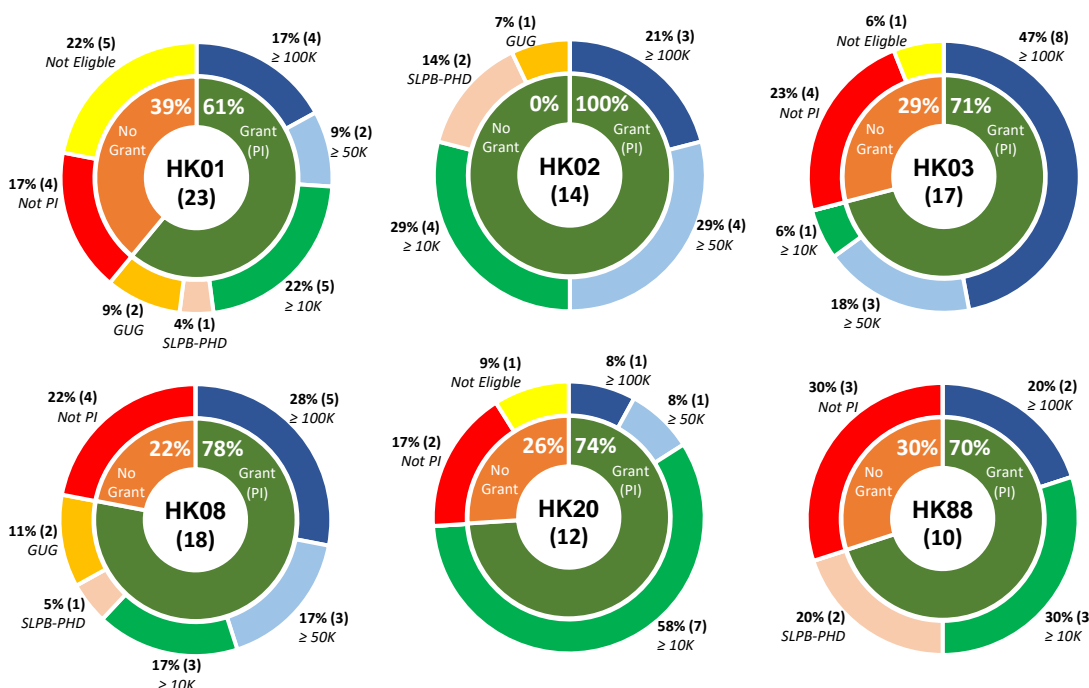 22% (5)
Not Eligble
17% (4)
≥ 100K
9% (2)
≥ 50K
22% (5)
≥ 10K
4% (1)
SLPB-PHD
9% (2)
GUG
17% (4)
Not PI
39%
61%
No
Grant
Grant
(PI)
HK01
(23)
7% (1)
GUG
21% (3)
≥ 100K
14% (2)
SLPB-PHD
29% (4)
≥ 10K
29% (4)
≥ 50K
0%
100%
No
Grant
Grant
(PI)
HK02
(14)
6% (1)
Not Eligble
47% (8)
≥ 100K
23% (4)
Not PI
6% (1)
≥ 10K
18% (3)
≥ 50K
29%
71%
No
Grant
Grant
(PI)
HK03
(17)
22% (4)
Not PI
28% (5)
≥ 100K
11% (2)
GUG
5% (1)
SLPB-PHD
17% (3)
≥ 10K
17% (3)
≥ 50K
22%
78%
No
Grant
Grant
(PI)
HK08
(18)
9% (1)
Not Eligble
8% (1)
≥ 100K
8% (1)
≥ 50K
17% (2)
Not PI
58% (7)
≥ 10K
26%
74%
No
Grant
Grant
(PI)
HK20
(12)
30% (3)
Not PI
20% (2)
≥ 100K
20% (2)
SLPB-PHD
30% (3
≥ 10K
30%
70%
No
Grant
Grant
(PI)
HK88
(10)